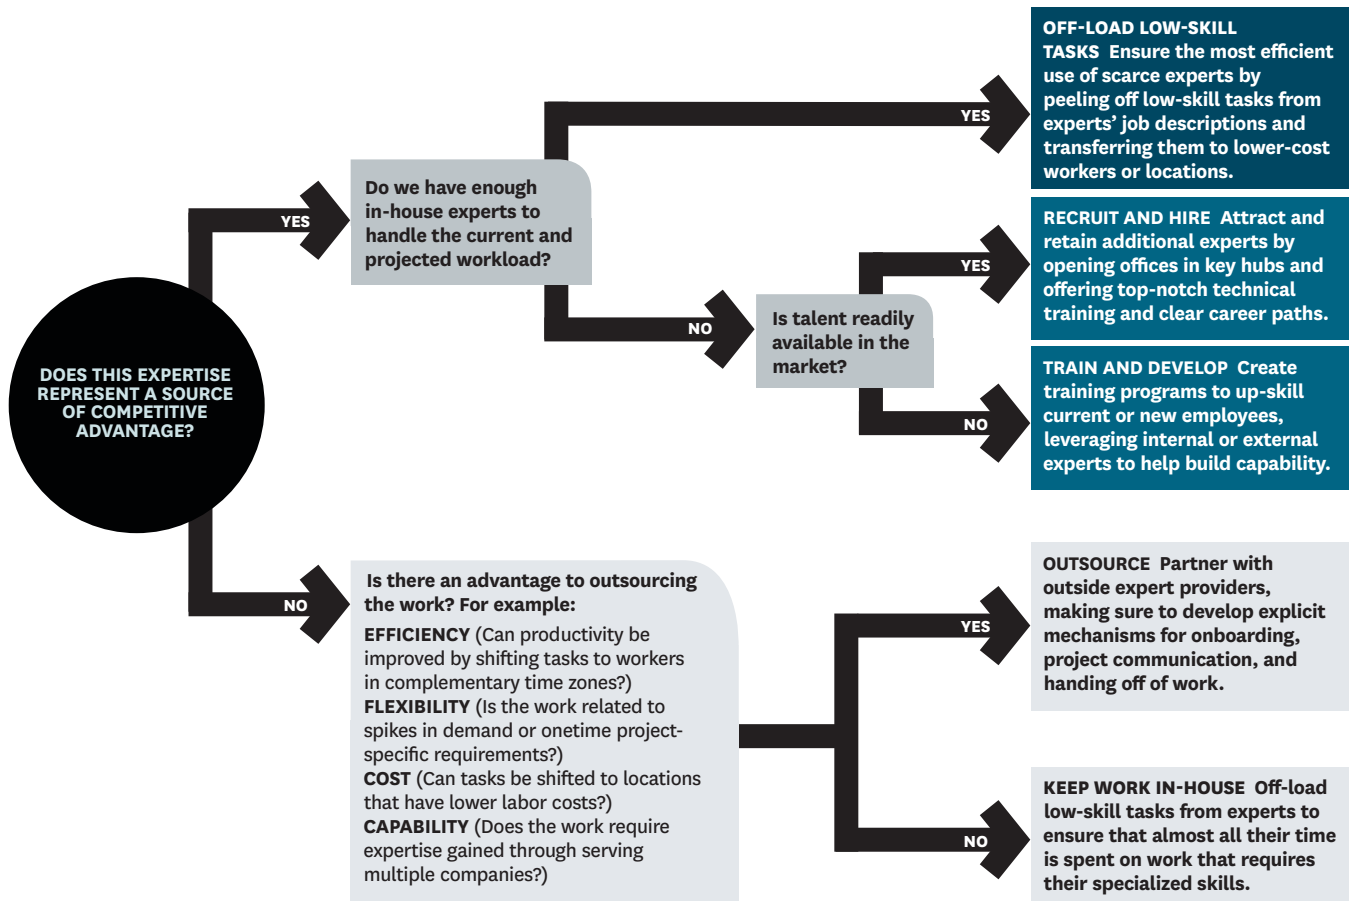 DOES THIS EXPERTISE
REPRESENT A SOURCE
OF COMPETITIVE
ADVANTAGE?
YES
Do we have enough
in-house experts to
handle the current and
projected workload?
YES
OFF-LOAD LOW-SKILL
TASKS Ensure the most efficient
use of scarce experts by
peeling off low-skill tasks from
experts’ job descriptions and
transferring them to lower-cost
workers or locations.
NO
Is talent readily
available in the
market?
YES
RECRUIT AND HIRE Attract and
retain additional experts by
opening offices in key hubs and
offering top-notch technical
training and clear career paths.
NO
TRAIN AND DEVELOP Create
training programs to up-skill
current or new employees,
leveraging internal or external
experts to help build capability.
NO
Is there an advantage to outsourcing
the work? For example:
EFFICIENCY (Can productivity be
improved by shifting tasks to workers
in complementary time zones?)
FLEXIBILITY (Is the work related to
spikes in demand or onetime project-
specific requirements?)
COST (Can tasks be shifted to locations
that have lower labor costs?)
CAPABILITY (Does the work require
expertise gained through serving
multiple companies?)
YES
OUTSOURCE Partner with
outside expert providers,
making sure to develop explicit
mechanisms for onboarding,
project communication, and
handing off of work.
NO
KEEP WORK IN-HOUSE Off-load
low-skill tasks from experts to
ensure that almost all their time
is spent on work that requires
their specialized skills.